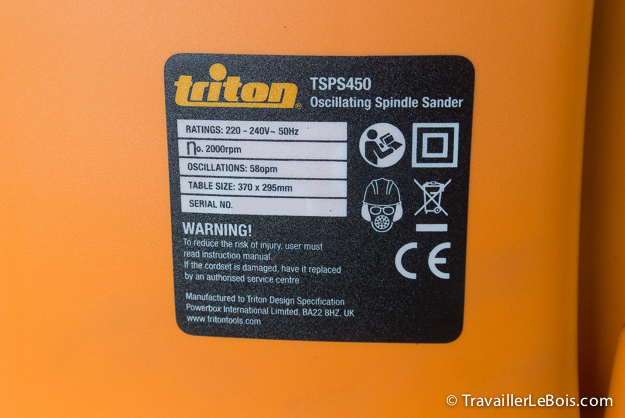 triton®
TSPS450
Oscillating Spindle Sander
RATINGS: 220 - 240V~ 50Hz
no. 2000rpm
OSCILLATIONS: 58opm
TABLE SIZE: 370 x 295mm
SERIAL NO.
WARNING!
To reduce the risk of injury, user must
read instruction manual.
If the cordset is damaged, have it replaced
by an authorised service centre
CE
Manufactured to Triton Design Specification
Powerbox International Limited, BA22 8HZ, UK
www.tritontools.com
© TravaillerLeBois.com